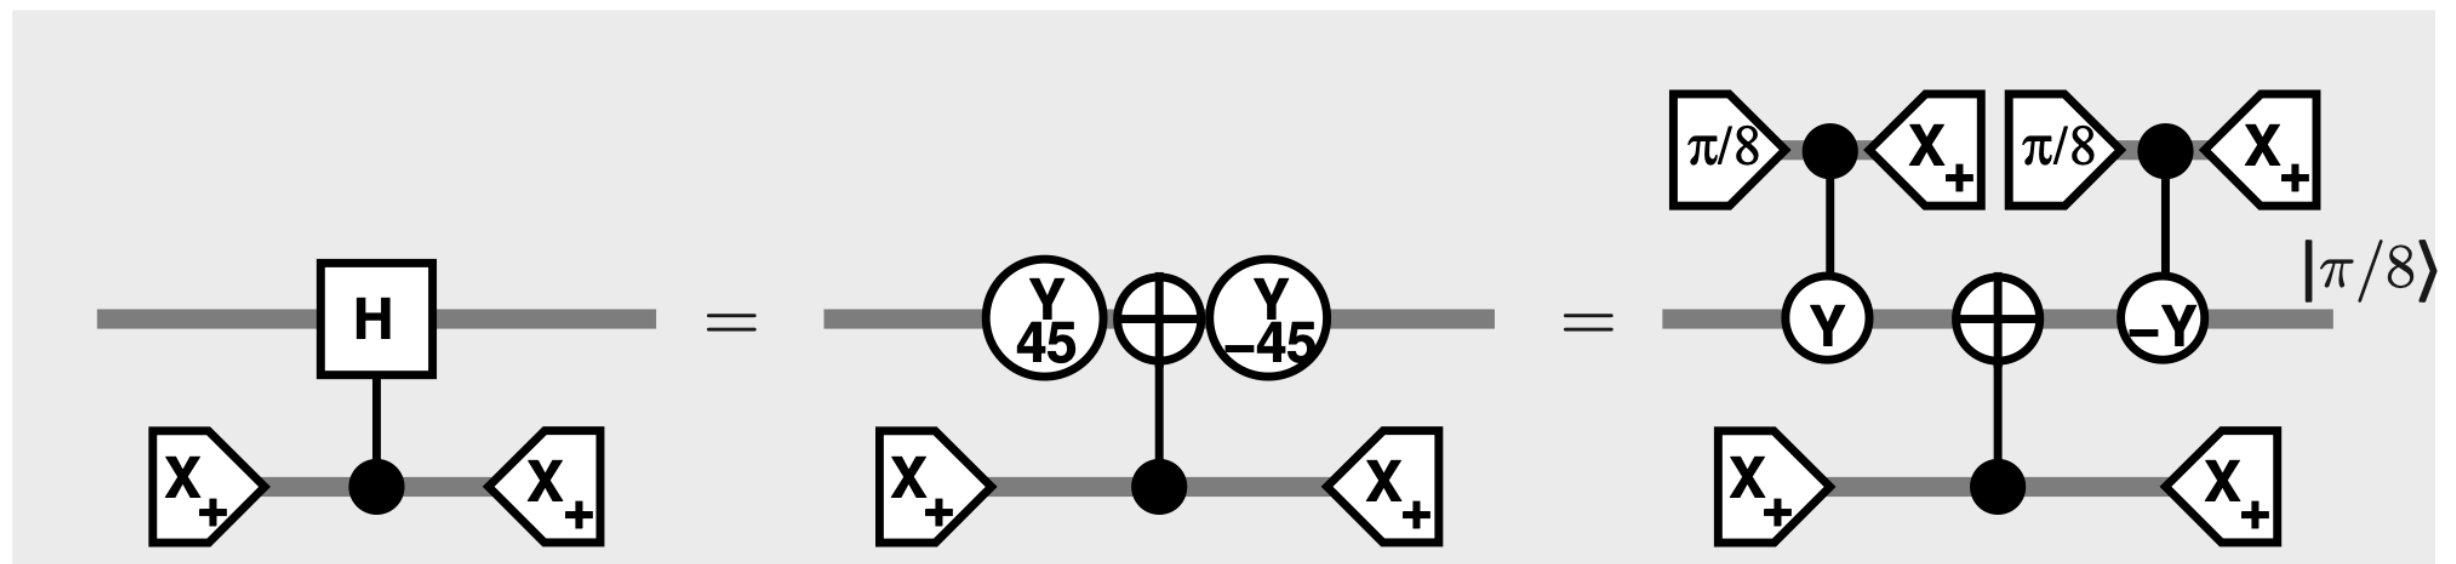 H
X+
X+
=
Y 45
Y −45
X+
X+
=
π/8
X+
π/8
X+
Y
−Y
|π/8⟩
X+
X+